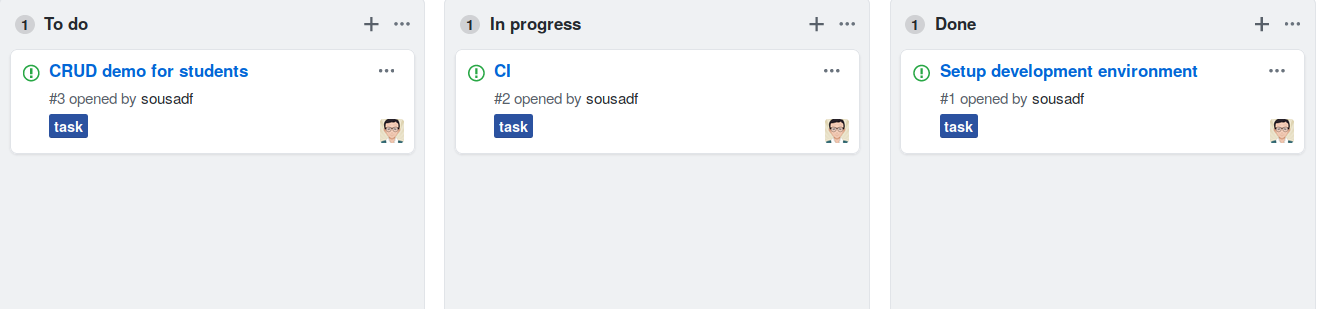 1 To do
CRUD demo for students
#3 opened by sousadf
task
1 In progress
CI
#2 opened by sousadf
task
1 Done
Setup development environment
#1 opened by sousadf
task